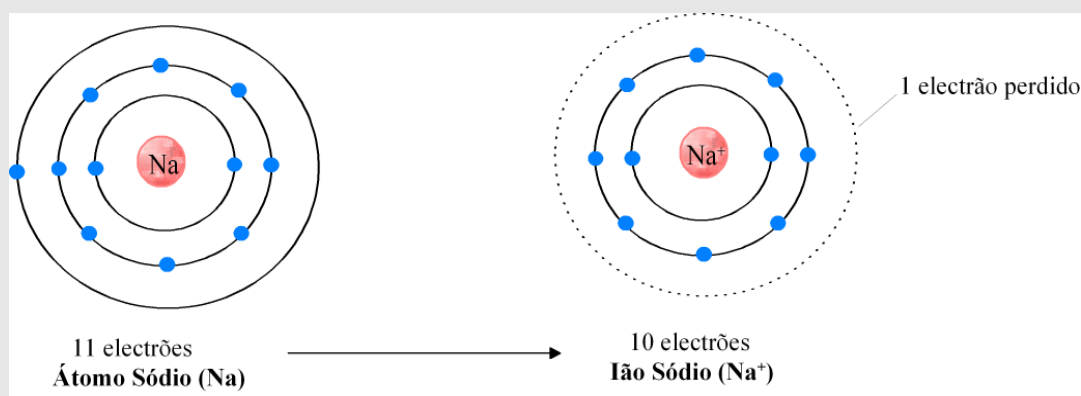 Na
Na⁺
1 electrão perdido
11 electrões
Átomo Sódio (Na)
10 electrões
Ião Sódio (Na⁺)